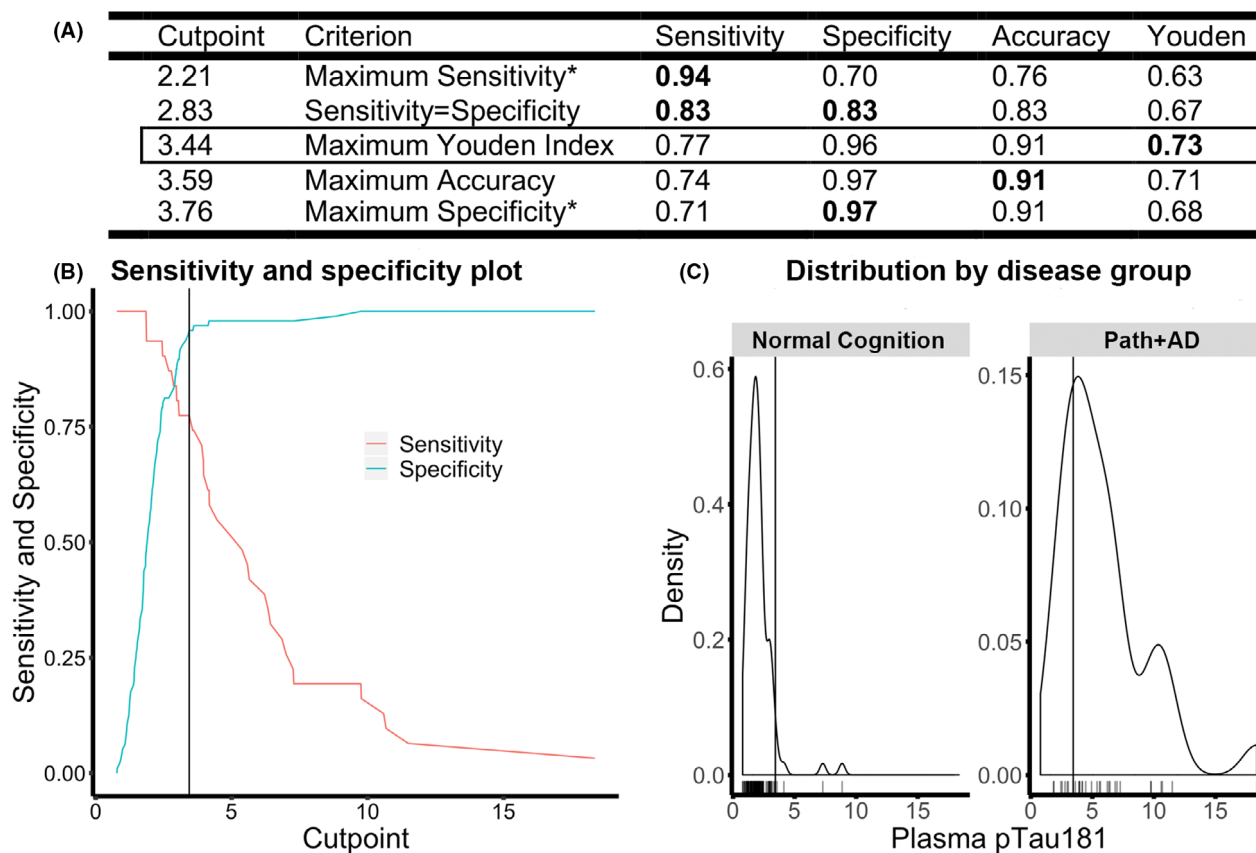 (A)
Cutpoint Criterion Sensitivity Specificity Accuracy Youden
2.21 Maximum Sensitivity* 0.94 0.70 0.76 0.63
2.83 Sensitivity=Specificity 0.83 0.83 0.83 0.67
3.44 Maximum Youden Index 0.77 0.96 0.91 0.73
3.59 Maximum Accuracy 0.74 0.97 0.91 0.71
3.76 Maximum Specificity* 0.71 0.97 0.91 0.68
(B) Sensitivity and specificity plot
Sensitivity and Specificity
1.00
0.75
0.50
0.25
0.00
Sensitivity
Specificity
0 5 10 15
Cutpoint
(C) Distribution by disease group
Normal Cognition
Path+AD
Density
0.6
0.4
0.2
0.0
0 5 10 15
0.15
0.10
0.05
0.00
0 5 10 15
Plasma pTau181